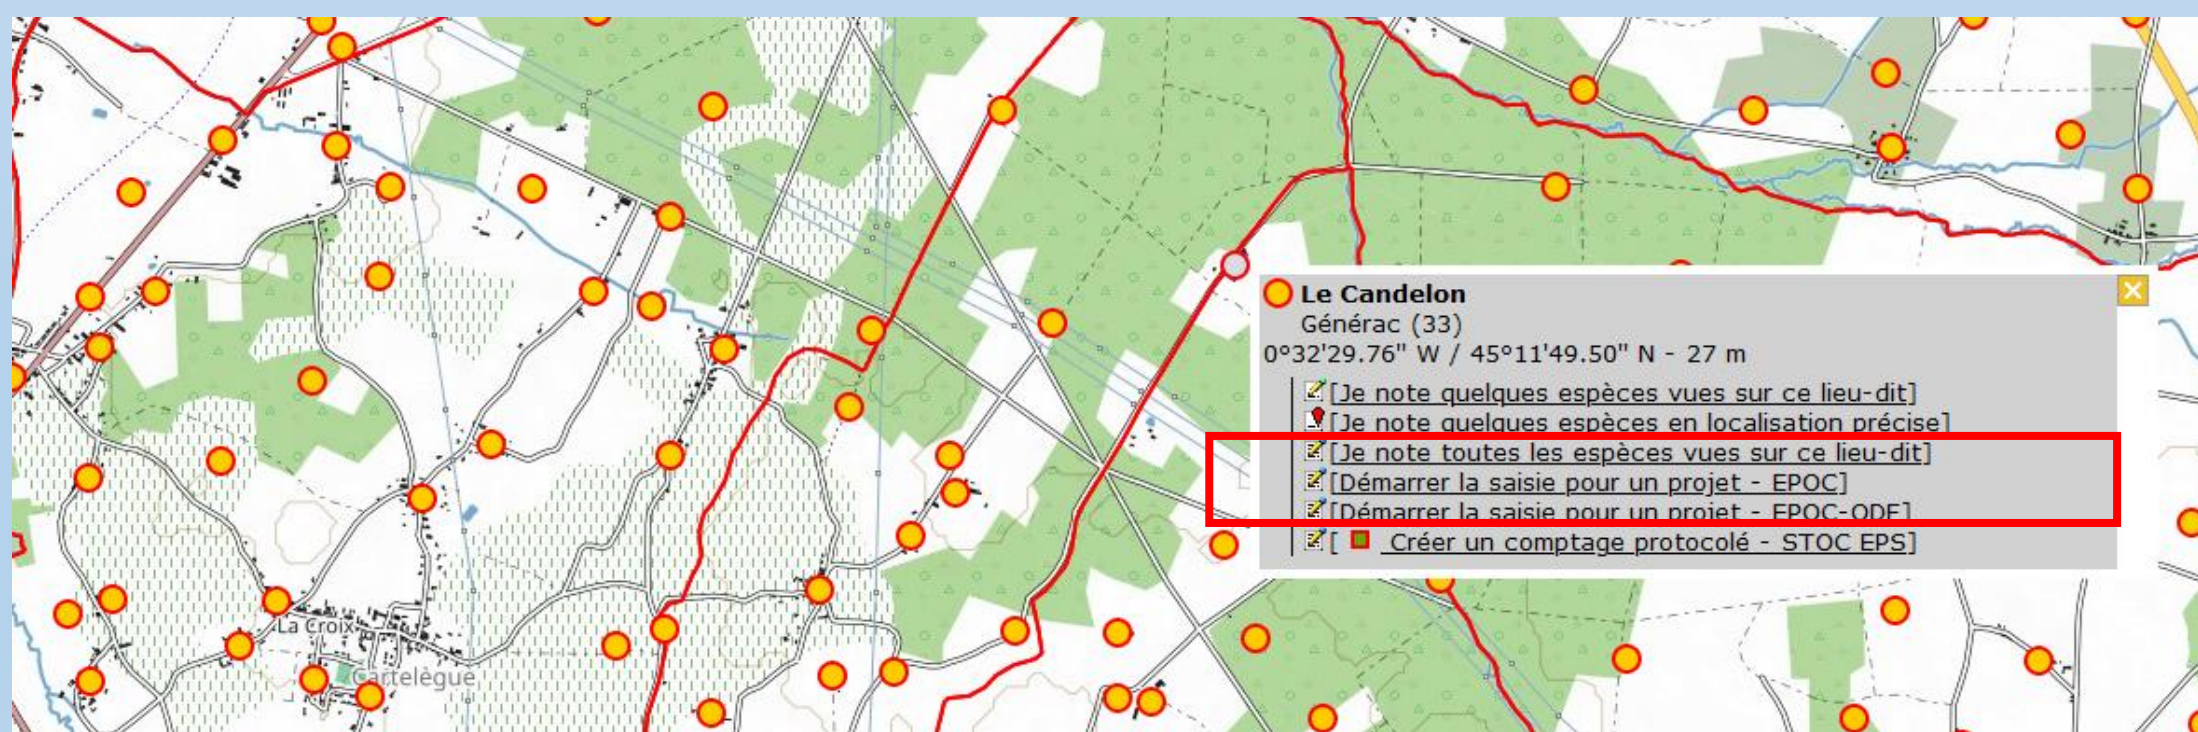 Le Candelon
Générac (33)
0°32'29.76" W / 45°11'49.50" N - 27 m
[Je note quelques espèces vues sur ce lieu-dit]
[Je note quelques espèces en localisation précise]
[Je note toutes les espèces vues sur ce lieu-dit]
[Démarrer la saisie pour un projet - EPOC]
[Démarrer la saisie pour un projet - EPOC-ODF]
[ Créer un comptage protocolé - STOC EPS]
La Croix
Cartelègue